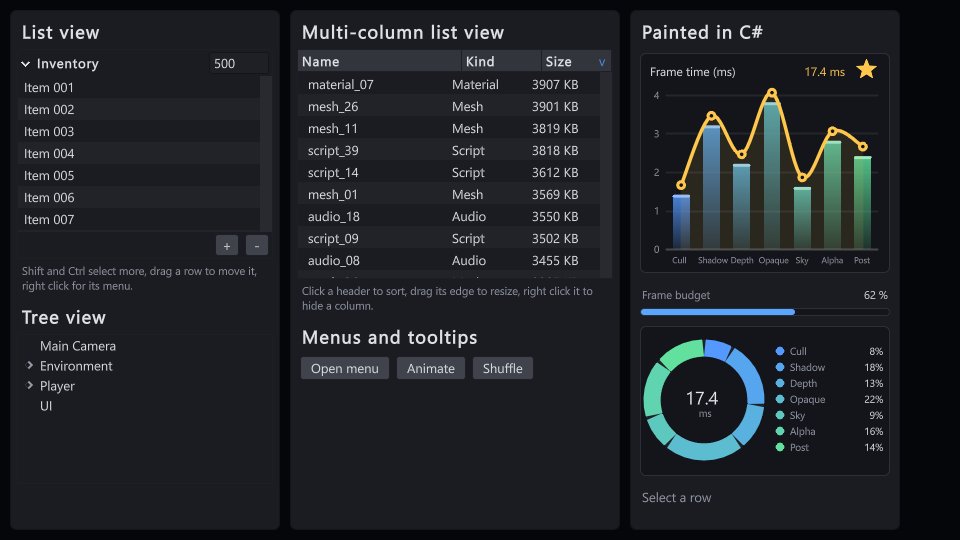 List view
Inventory 500
Item 001
Item 002
Item 003
Item 004
Item 005
Item 006
Item 007
+ -
Shift and Ctrl select more, drag a row to move it,
right click for its menu.
Tree view
Main Camera
Environment
Player
UI
Multi-column list view
Name Kind Size v
material_07 Material 3907 KB
mesh_26 Mesh 3901 KB
mesh_11 Mesh 3819 KB
script_39 Script 3818 KB
script_14 Script 3612 KB
mesh_01 Mesh 3569 KB
audio_18 Audio 3550 KB
script_09 Script 3502 KB
audio_08 Audio 3455 KB
Click a header to sort, drag its edge to resize, right click it to
hide a column.
Menus and tooltips
Open menu Animate Shuffle
Painted in C#
Frame time (ms) 17.4 ms
4
3
2
1
0
Cull Shadow Depth Opaque Sky Alpha Post
Frame budget 62 %
17.4
ms
Cull 8%
Shadow 18%
Depth 13%
Opaque 22%
Sky 9%
Alpha 16%
Post 14%
Select a row